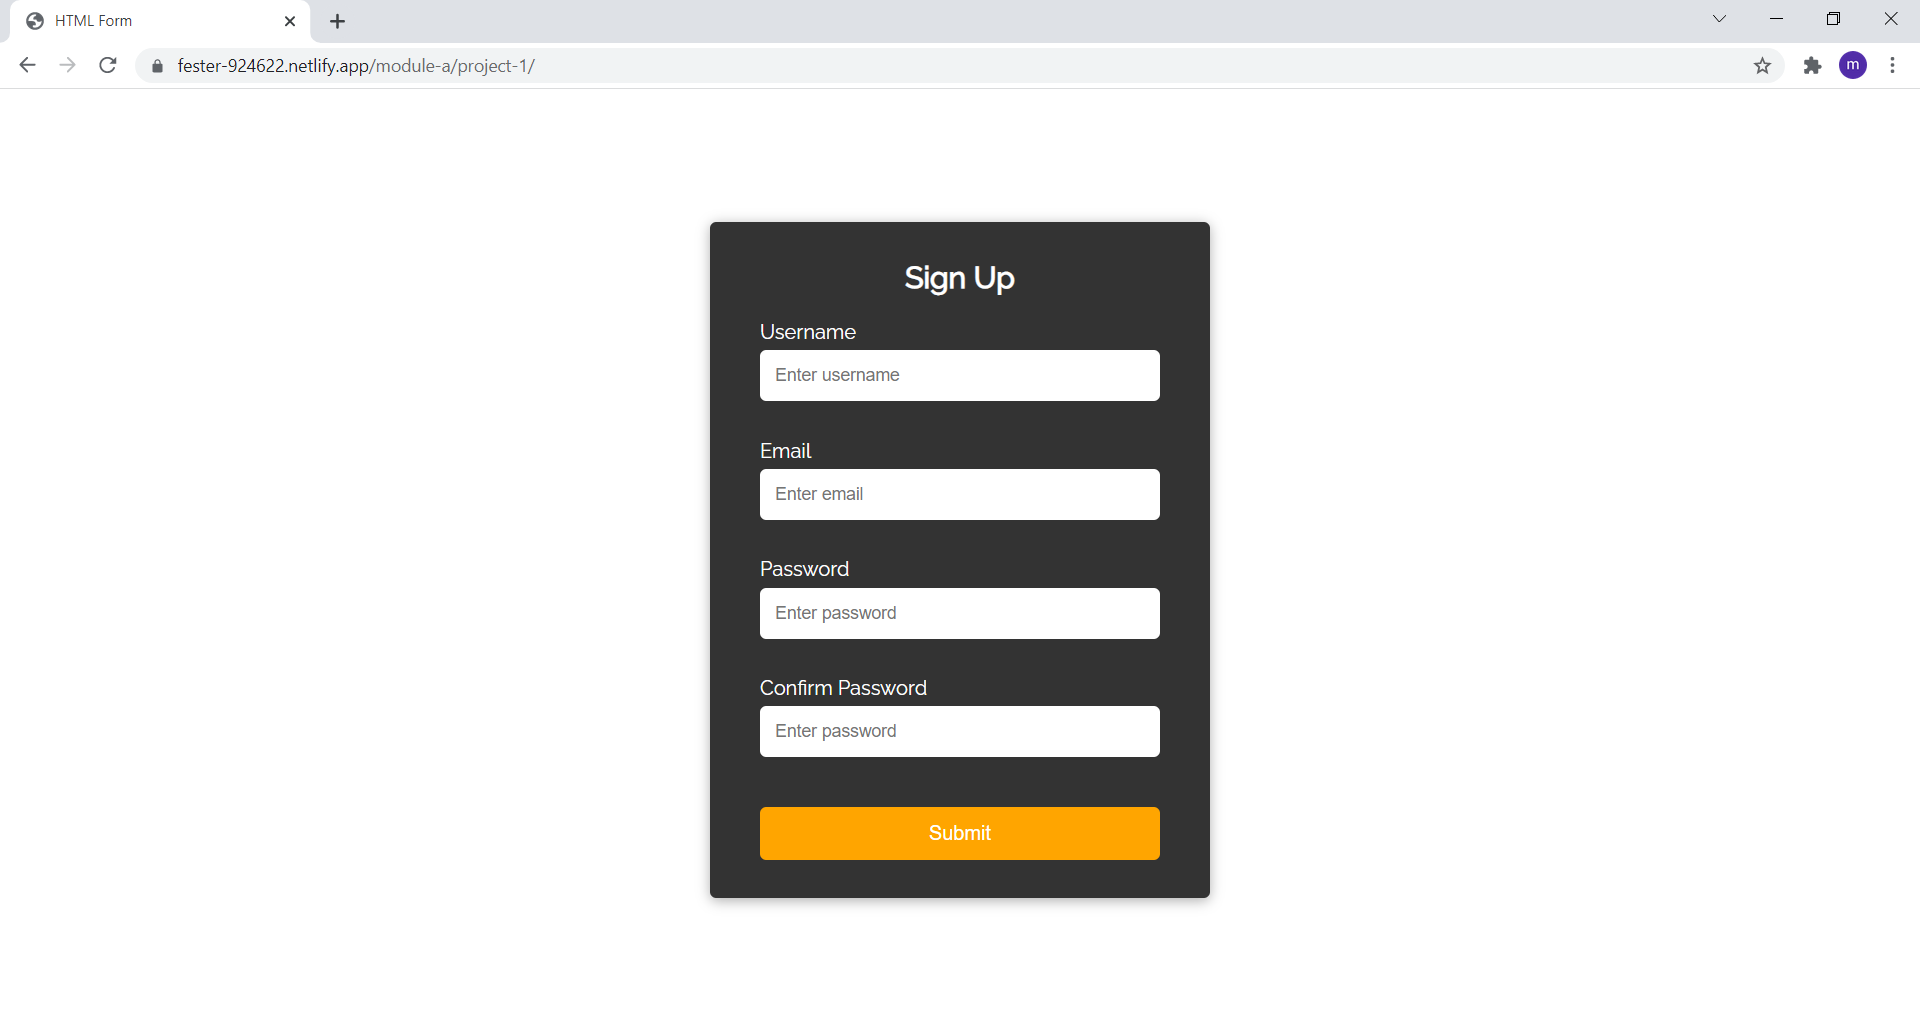 HTML Form
fester-924622.netlify.app/module-a/project-1/
m
Sign Up
Username
Enter username
Email
Enter email
Password
Enter password
Confirm Password
Enter password
Submit